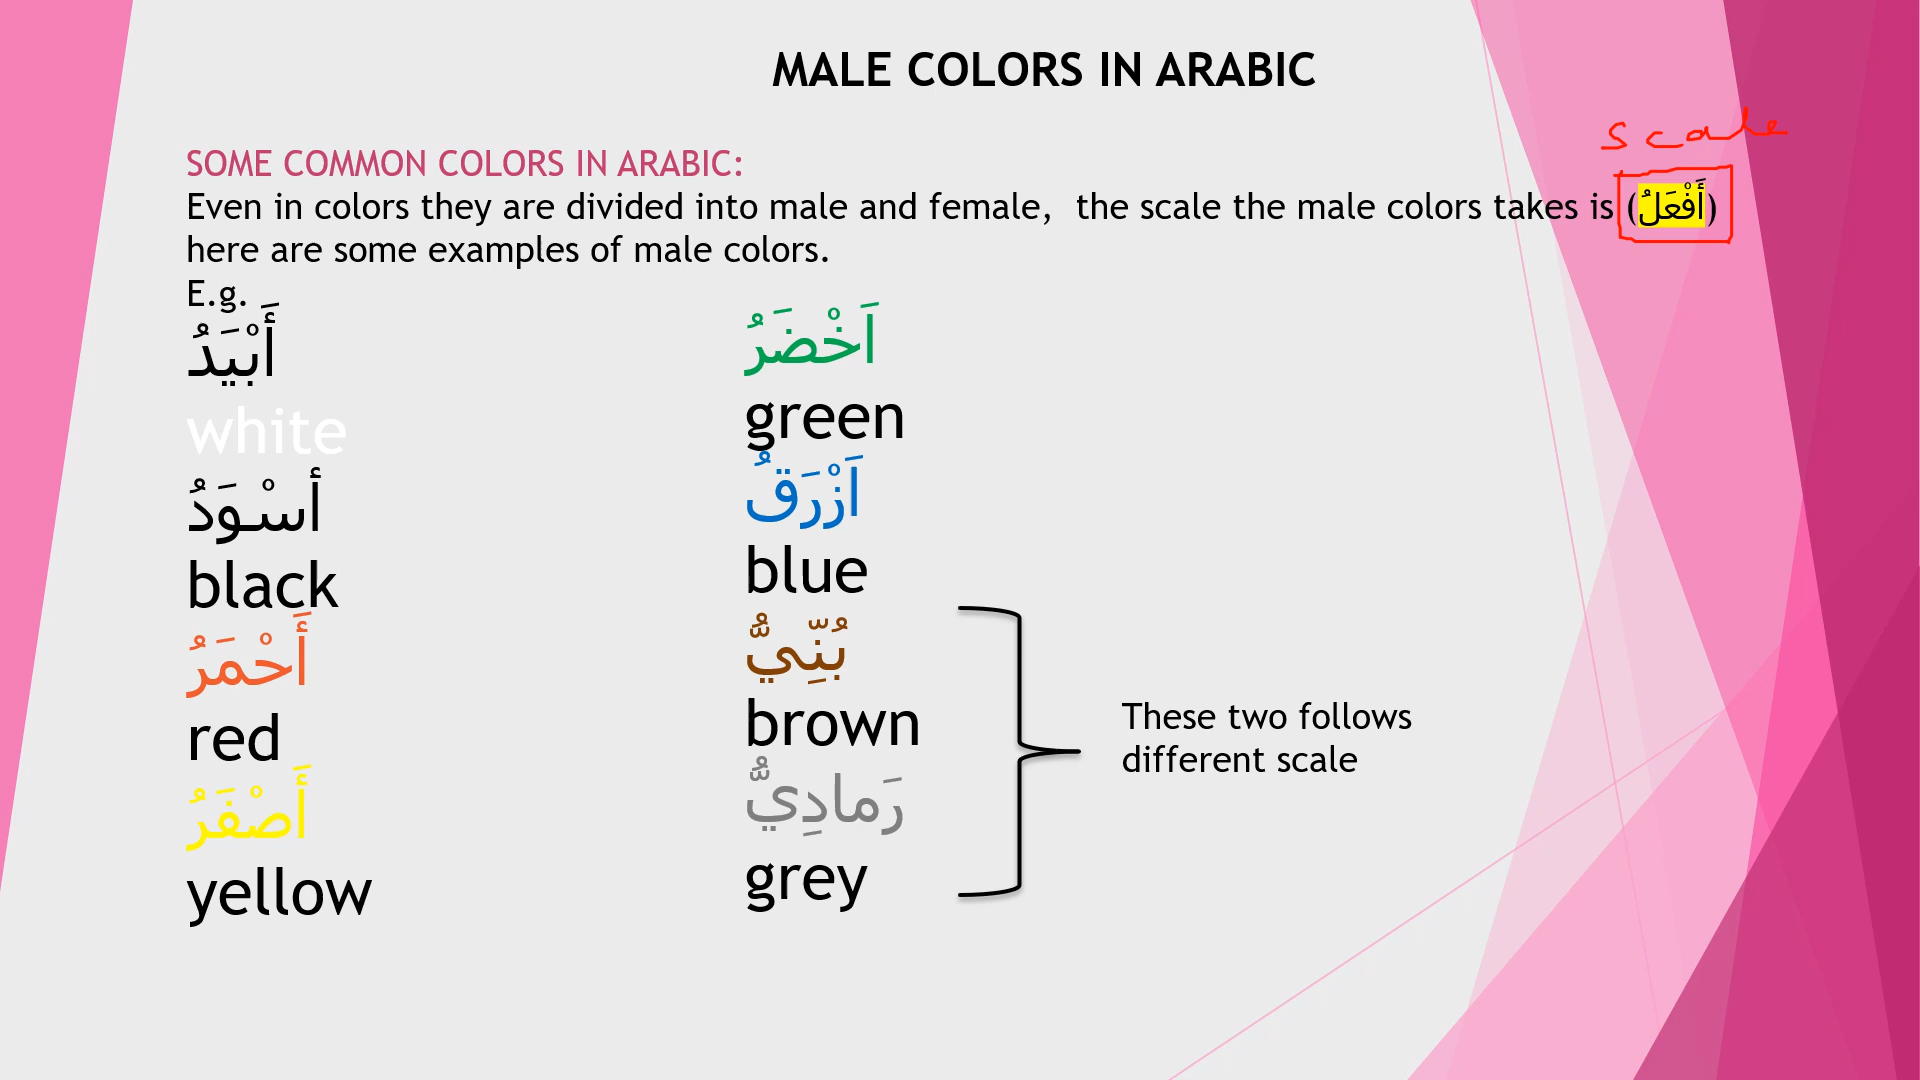 MALE COLORS IN ARABIC
scale
SOME COMMON COLORS IN ARABIC:
Even in colors they are divided into male and female, the scale the male colors takes is (أَفْعَلُ)
here are some examples of male colors.
E.g.
أَبْيَدُ
white
أسْوَدُ
black
أَحْمَرُ
red
أَصْفَرُ
yellow
اَخْضَرُ
green
اَزْرَقُ
blue
بُنِّيُّ
brown
رَمادِيُّ
grey
These two follows
different scale